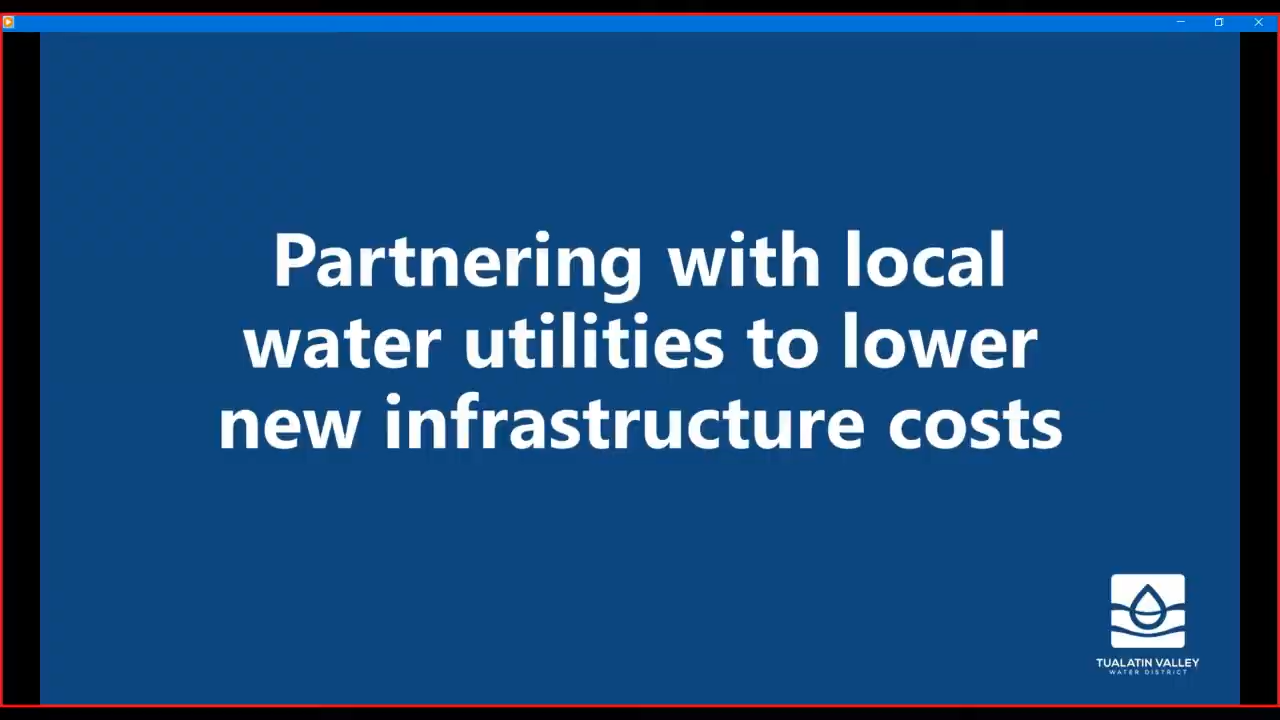 Partnering with local
water utilities to lower
new infrastructure costs
TUALATIN VALLEY
WATER DISTRICT